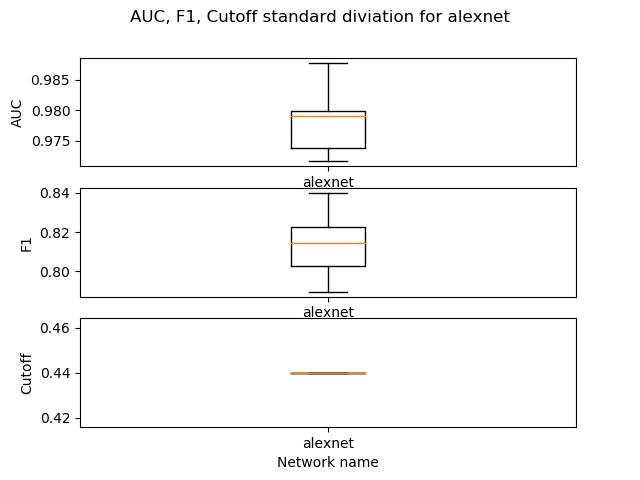 AUC, F1, Cutoff standard diviation for alexnet
0.985
0.980
0.975
AUC
alexnet
0.84
0.82
0.80
F1
alexnet
0.46
0.44
0.42
Cutoff
alexnet
Network name